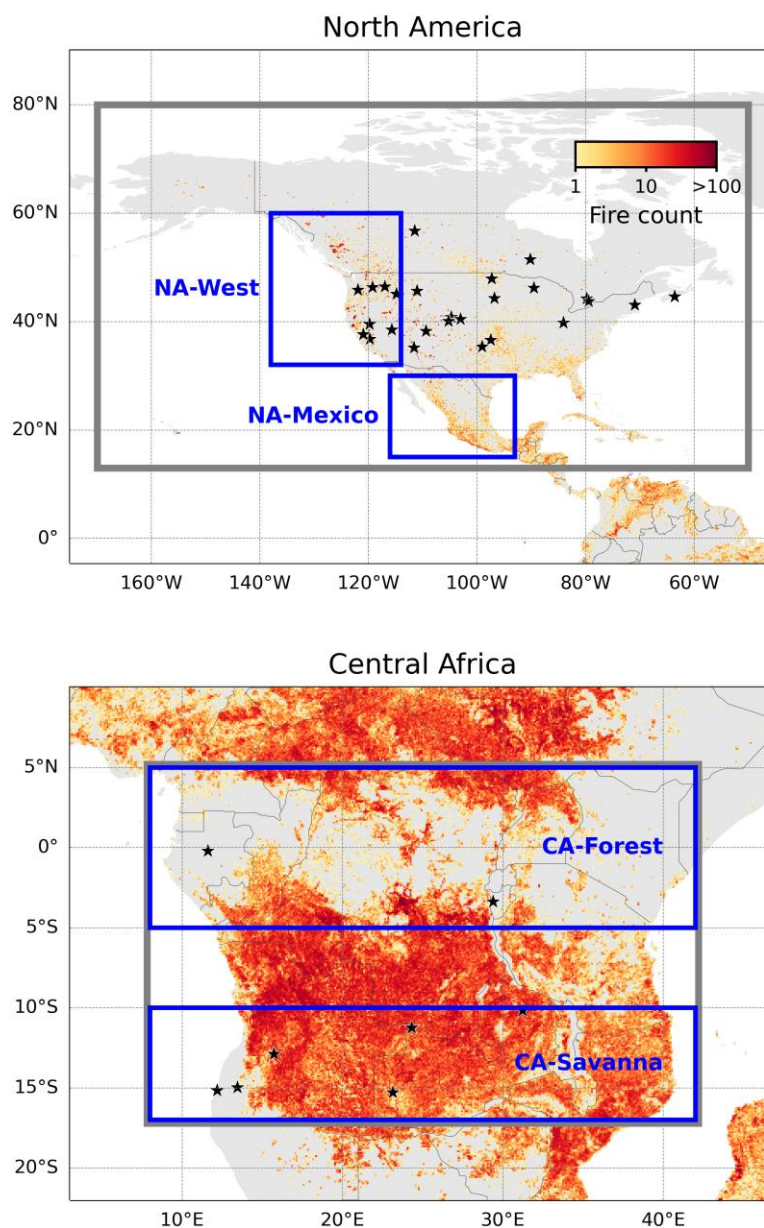 North America
80°N
60°N
40°N
20°N
0°
1 10 >100
Fire count
NA-West
NA-Mexico
160°W 140°W 120°W 100°W 80°W 60°W
Central Africa
5°N
0°
5°S
10°S
15°S
20°S
CA-Forest
CA-Savanna
10°E 20°E 30°E 40°E